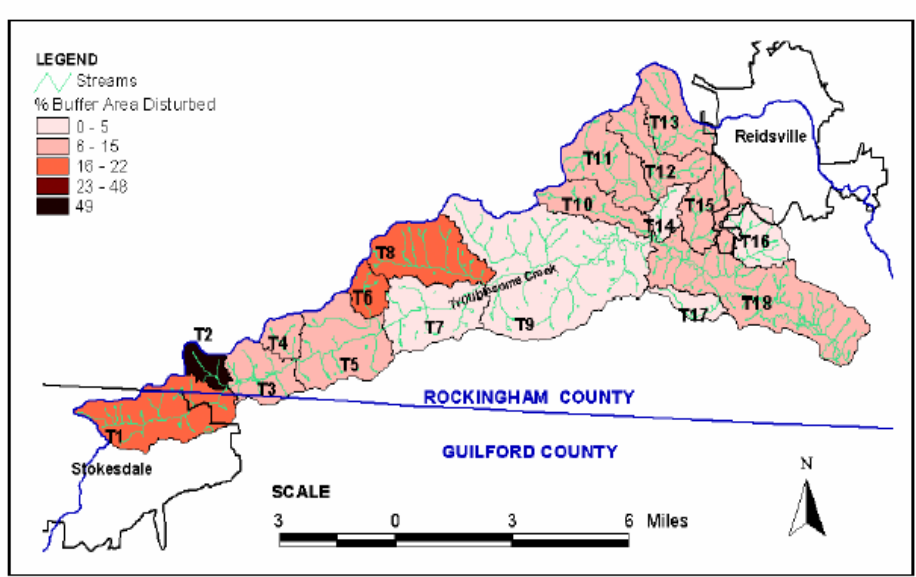 LEGEND
Streams
% Buffer Area Disturbed
0 - 5
6 - 15
16 - 22
23 - 48
49
T13
Reidsville
T11
T12
T10
T15
T14
T16
T8
Troublesome Creek
T6
T18
T17
T7
T9
T2
T4
T5
T3
ROCKINGHAM COUNTY
T1
GUILFORD COUNTY
Stokesdale
N
SCALE
3 0 3 6 Miles